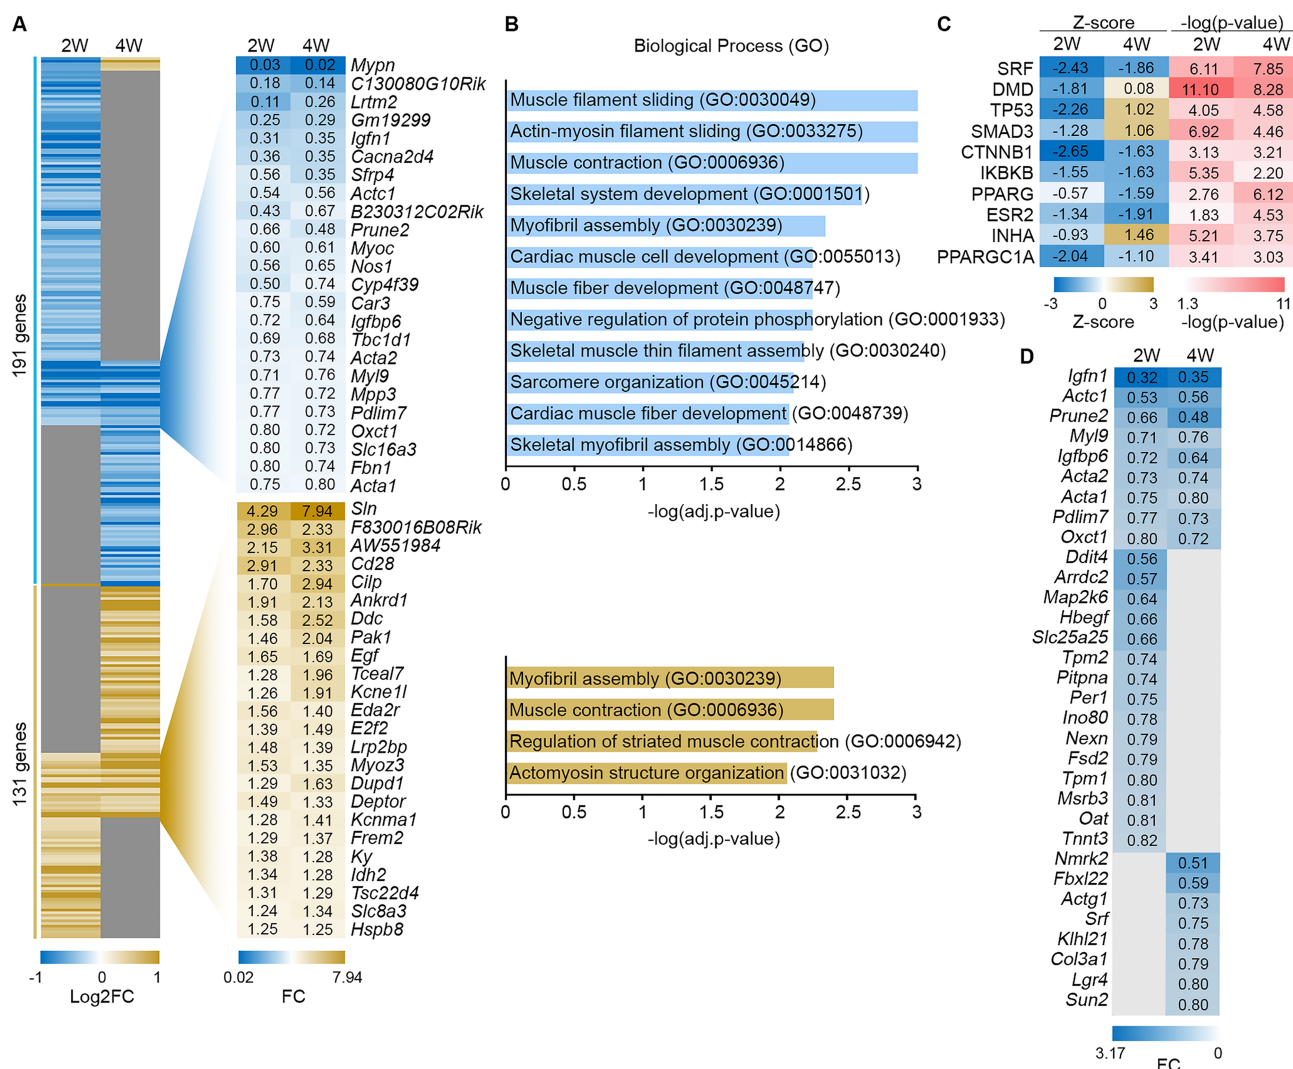 A
2W 4W
191 genes
131 genes
-1 0 1
Log2FC
2W 4W
0.03 0.02 Mypn
0.18 0.14 C130080G10Rik
0.11 0.26 Lrtm2
0.25 0.29 Gm19299
0.31 0.35 Igfn1
0.36 0.35 Cacna2d4
0.56 0.35 Sfrp4
0.54 0.56 Actc1
0.43 0.67 B230312C02Rik
0.66 0.48 Prune2
0.60 0.61 Myoc
0.56 0.65 Nos1
0.50 0.74 Cyp4f39
0.75 0.59 Car3
0.72 0.64 Igfbp6
0.69 0.68 Tbc1d1
0.73 0.74 Acta2
0.71 0.76 Myl9
0.77 0.72 Mpp3
0.77 0.73 Pdlim7
0.80 0.72 Oxct1
0.80 0.73 Slc16a3
0.80 0.74 Fbn1
0.75 0.80 Acta1
4.29 7.94 Sln
2.96 2.33 F830016B08Rik
2.15 3.31 AW551984
2.91 2.33 Cd28
1.70 2.94 Cilp
1.91 2.13 Ankrd1
1.58 2.52 Ddc
1.46 2.04 Pak1
1.65 1.69 Egf
1.28 1.96 Tceal7
1.26 1.91 Kcne1l
1.56 1.40 Eda2r
1.39 1.49 E2f2
1.48 1.39 Lrp2bp
1.53 1.35 Myoz3
1.29 1.63 Dupd1
1.49 1.33 Deptor
1.28 1.41 Kcnma1
1.29 1.37 Frem2
1.38 1.28 Ky
1.34 1.28 Idh2
1.31 1.29 Tsc22d4
1.24 1.34 Slc8a3
1.25 1.25 Hspb8
0.02 7.94
FC
B
Biological Process (GO)
Muscle filament sliding (GO:0030049)
Actin-myosin filament sliding (GO:0033275)
Muscle contraction (GO:0006936)
Skeletal system development (GO:0001501)
Myofibril assembly (GO:0030239)
Cardiac muscle cell development (GO:0055013)
Muscle fiber development (GO:0048747)
Negative regulation of protein phosphorylation (GO:0001933)
Skeletal muscle thin filament assembly (GO:0030240)
Sarcomere organization (GO:0045214)
Cardiac muscle fiber development (GO:0048739)
Skeletal myofibril assembly (GO:0014866)
0 0.5 1 1.5 2 2.5 3
-log(adj.p-value)
Myofibril assembly (GO:0030239)
Muscle contraction (GO:0006936)
Regulation of striated muscle contraction (GO:0006942)
Actomyosin structure organization (GO:0031032)
0 0.5 1 1.5 2 2.5 3
-log(adj.p-value)
C
Z-score -log(p-value)
2W 4W 2W 4W
SRF -2.43 -1.86 6.11 7.85
DMD -1.81 0.08 11.10 8.28
TP53 -2.26 1.02 4.05 4.58
SMAD3 -1.28 1.06 6.92 4.46
CTNNB1 -2.65 -1.63 3.13 3.21
IKBKB -1.55 -1.63 5.35 2.20
PPARG -0.57 -1.59 2.76 6.12
ESR2 -1.34 -1.91 1.83 4.53
INHA -0.93 1.46 5.21 3.75
PPARGC1A -2.04 -1.10 3.41 3.03
-3 0 3 1.3 11
Z-score -log(p-value)
D
2W 4W
Igfn1 0.32 0.35
Actc1 0.53 0.56
Prune2 0.66 0.48
Myl9 0.71 0.76
Igfbp6 0.72 0.64
Acta2 0.73 0.74
Acta1 0.75 0.80
Pdlim7 0.77 0.73
Oxct1 0.80 0.72
Ddit4 0.56
Arrdc2 0.57
Map2k6 0.64
Hbegf 0.66
Slc25a25 0.66
Tpm2 0.74
Pitpna 0.74
Per1 0.75
Ino80 0.78
Nexn 0.79
Fsd2 0.79
Tpm1 0.80
Msrb3 0.81
Oat 0.81
Tnnt3 0.82
Nmrk2 0.51
Fbxl22 0.59
Actg1 0.73
Srf 0.75
Klhl21 0.78
Col3a1 0.79
Lgr4 0.80
Sun2 0.80
3.17 0
FC